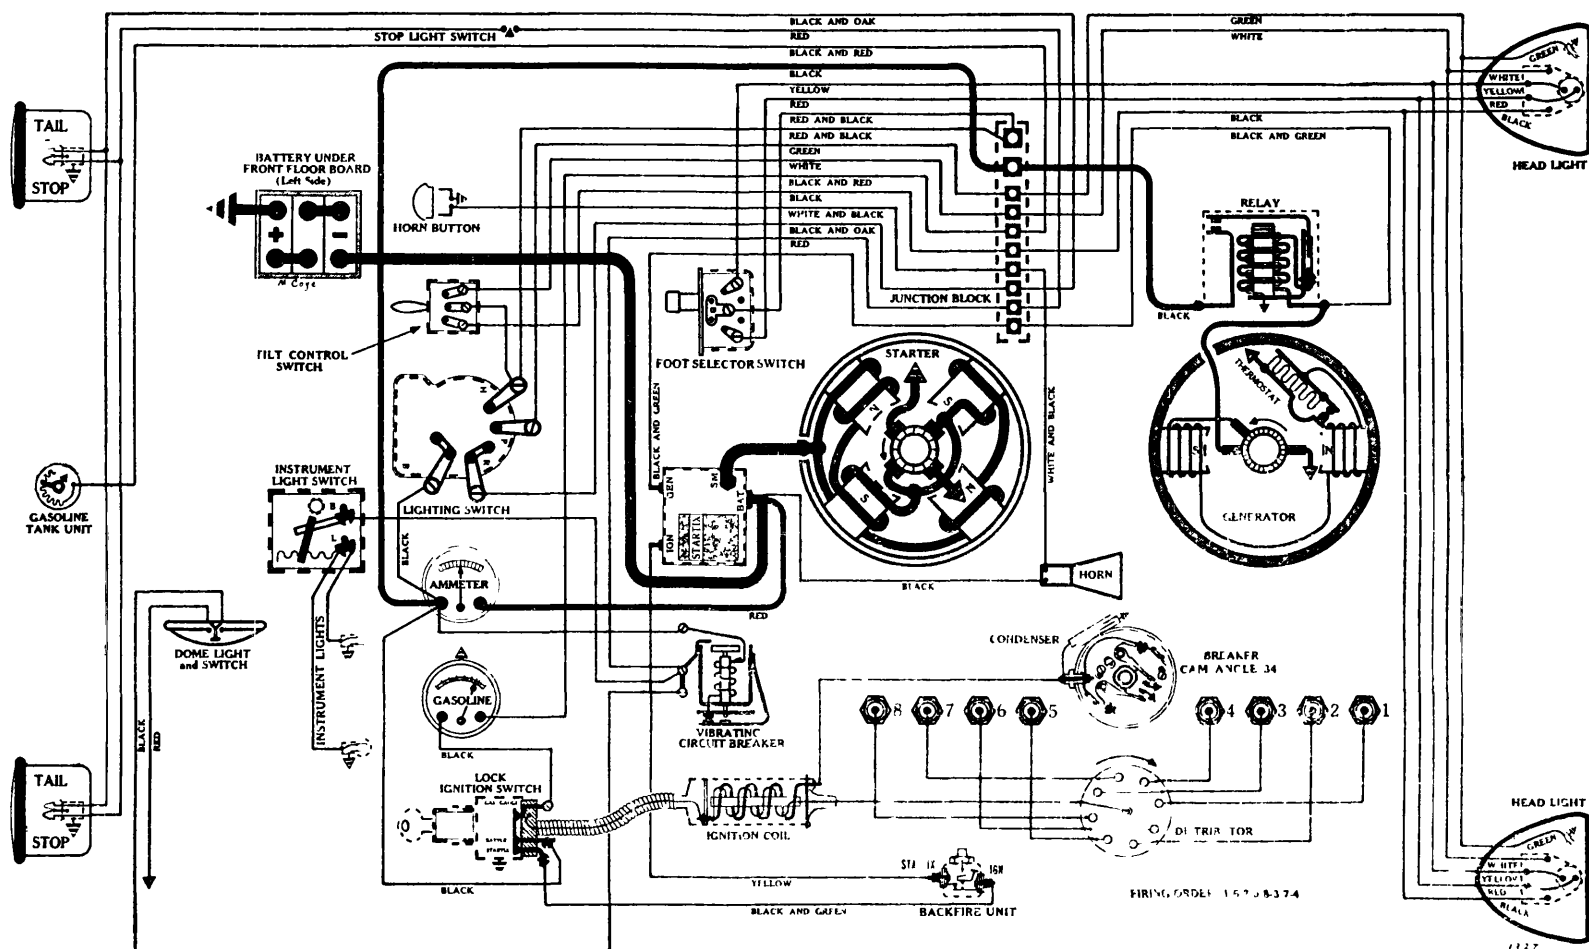 BLACK AND OAK
RED
STOP LIGHT SWITCH
BLACK AND RED
BLACK
YELLOW
RED
RED AND BLACK
RED AND BLACK
GREEN
WHITE
BLACK AND RED
BLACK
WHITE AND BLACK
BLACK AND OAK
RED
GREEN
WHITE
BLACK
BLACK AND GREEN
GREEN
WHITE
YELLOW
RED
BLACK
HEAD LIGHT
TAIL
STOP
BATTERY UNDER
FRONT FLOOR BOARD
(Left Side)
+
−
HORN BUTTON
JUNCTION BLOCK
RELAY
BLACK
TILT CONTROL
SWITCH
FOOT SELECTOR SWITCH
STARTER
N
S
S
N
THERMOSTAT
S
N
GENERATOR
BLACK AND GREEN
WHITE AND BLACK
H
R
LIGHTING SWITCH
INSTRUMENT
LIGHT SWITCH
B
L
GASOLINE
TANK UNIT
BLACK
GEN
SM
BAT
IGN
STARTIX
AMMETER
RED
BLACK
HORN
DOME LIGHT
and SWITCH
INSTRUMENT LIGHTS
GASOLINE
BLACK
VIBRATING
CIRCUIT BREAKER
CONDENSER
BREAKER
CAM ANGLE 34
8
7
6
5
4
3
2
1
BLACK
RED
TAIL
STOP
LOCK
IGNITION SWITCH
IGNITION COIL
BLACK
YELLOW
BLACK AND GREEN
IGN
BACKFIRE UNIT
FIRING ORDER
HEAD LIGHT
GREEN
WHITE
YELLOW
RED
BLACK